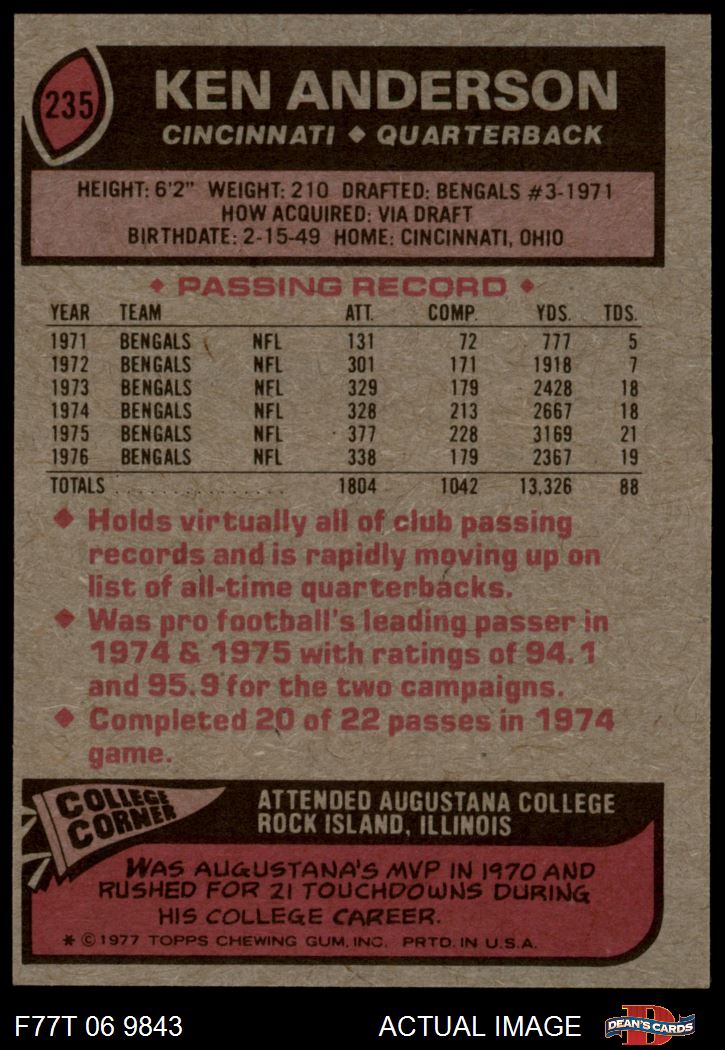 235
KEN ANDERSON
CINCINNATI ◆ QUARTERBACK
HEIGHT: 6'2" WEIGHT: 210 DRAFTED: BENGALS #3-1971
HOW ACQUIRED: VIA DRAFT
BIRTHDATE: 2-15-49 HOME: CINCINNATI, OHIO
◆ PASSING RECORD ◆
YEAR TEAM ATT. COMP. YDS. TDS.
1971 BENGALS NFL 131 72 777 5
1972 BENGALS NFL 301 171 1918 7
1973 BENGALS NFL 329 179 2428 18
1974 BENGALS NFL 328 213 2667 18
1975 BENGALS NFL 377 228 3169 21
1976 BENGALS NFL 338 179 2367 19
TOTALS .............. 1804 1042 13,326 88
◆ Holds virtually all of club passing
records and is rapidly moving up on
list of all-time quarterbacks.
◆ Was pro football's leading passer in
1974 & 1975 with ratings of 94.1
and 95.9 for the two campaigns.
◆ Completed 20 of 22 passes in 1974
game.
COLLEGE
CORNER
ATTENDED AUGUSTANA COLLEGE
ROCK ISLAND, ILLINOIS
WAS AUGUSTANA'S MVP IN 1970 AND
RUSHED FOR 21 TOUCHDOWNS DURING
HIS COLLEGE CAREER.
* © 1977 TOPPS CHEWING GUM, INC. PRTD. IN U.S.A.
F77T 06 9843 ACTUAL IMAGE
D
DEAN'S CARDS